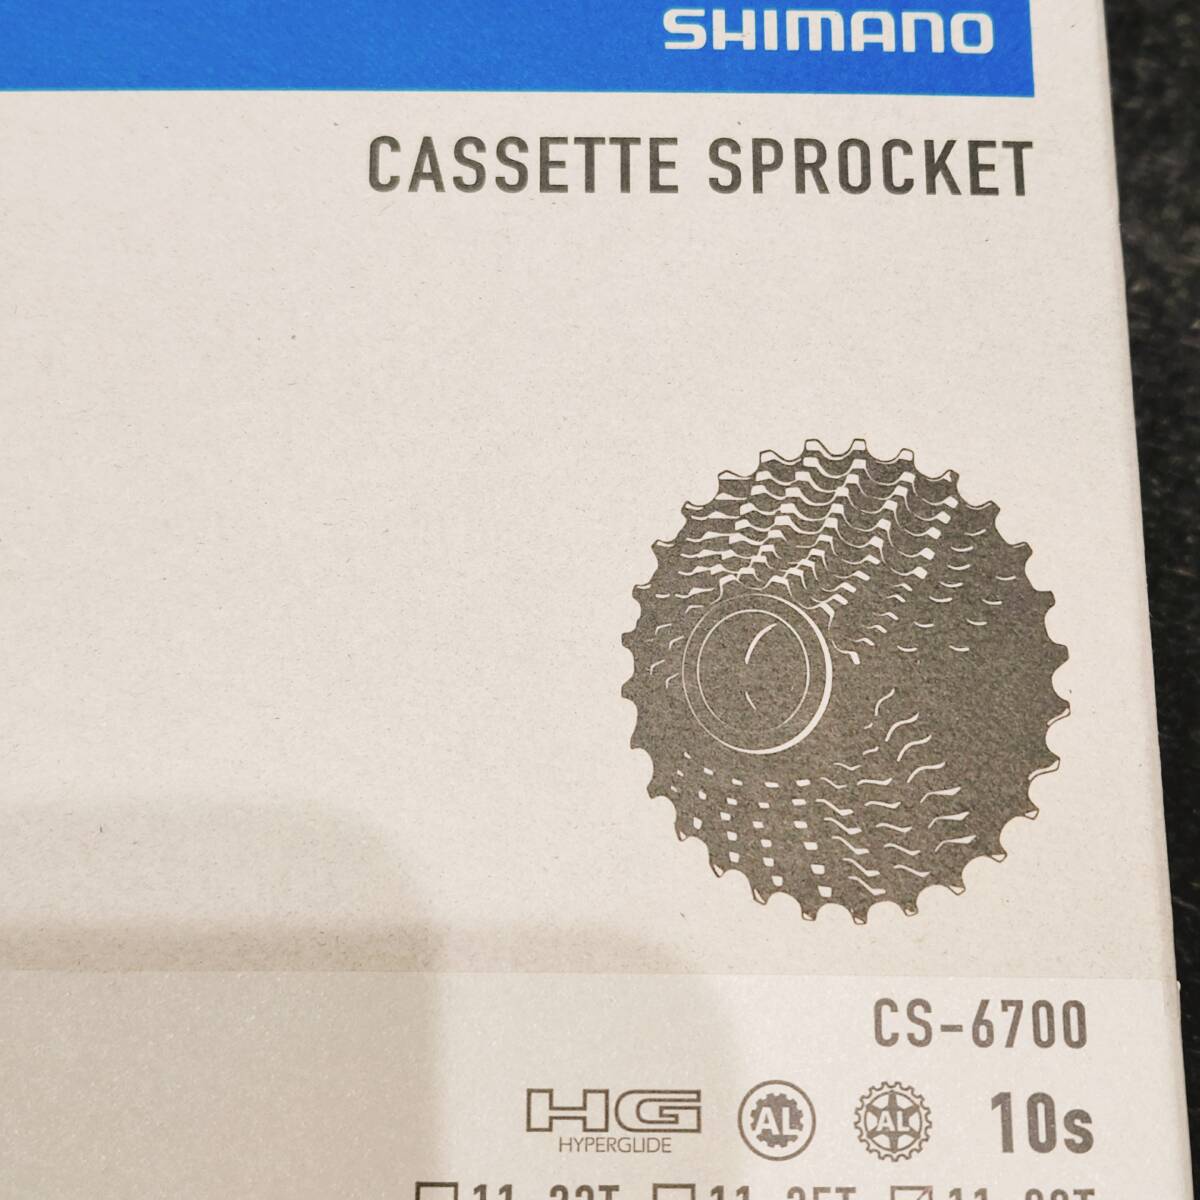 SHIMANO
CASSETTE SPROCKET
CS-6700
HG AL AL 10s
HYPERGLIDE